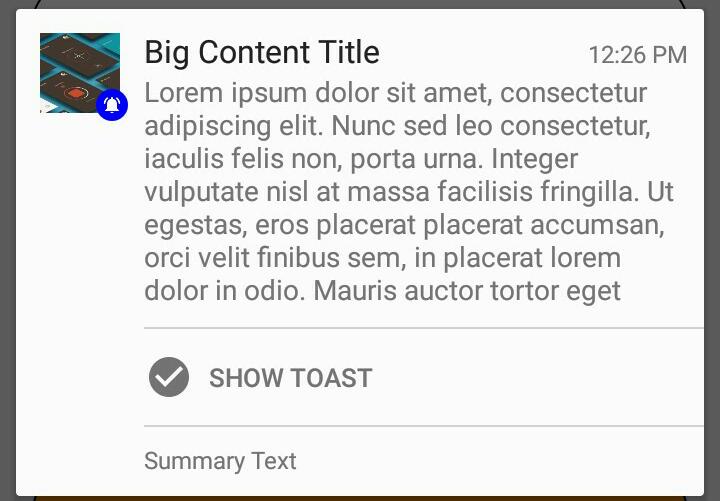 Big Content Title
12:26 PM
Lorem ipsum dolor sit amet, consectetur
adipiscing elit. Nunc sed leo consectetur,
iaculis felis non, porta urna. Integer
vulputate nisl at massa facilisis fringilla. Ut
egestas, eros placerat placerat accumsan,
orci velit finibus sem, in placerat lorem
dolor in odio. Mauris auctor tortor eget
SHOW TOAST
Summary Text